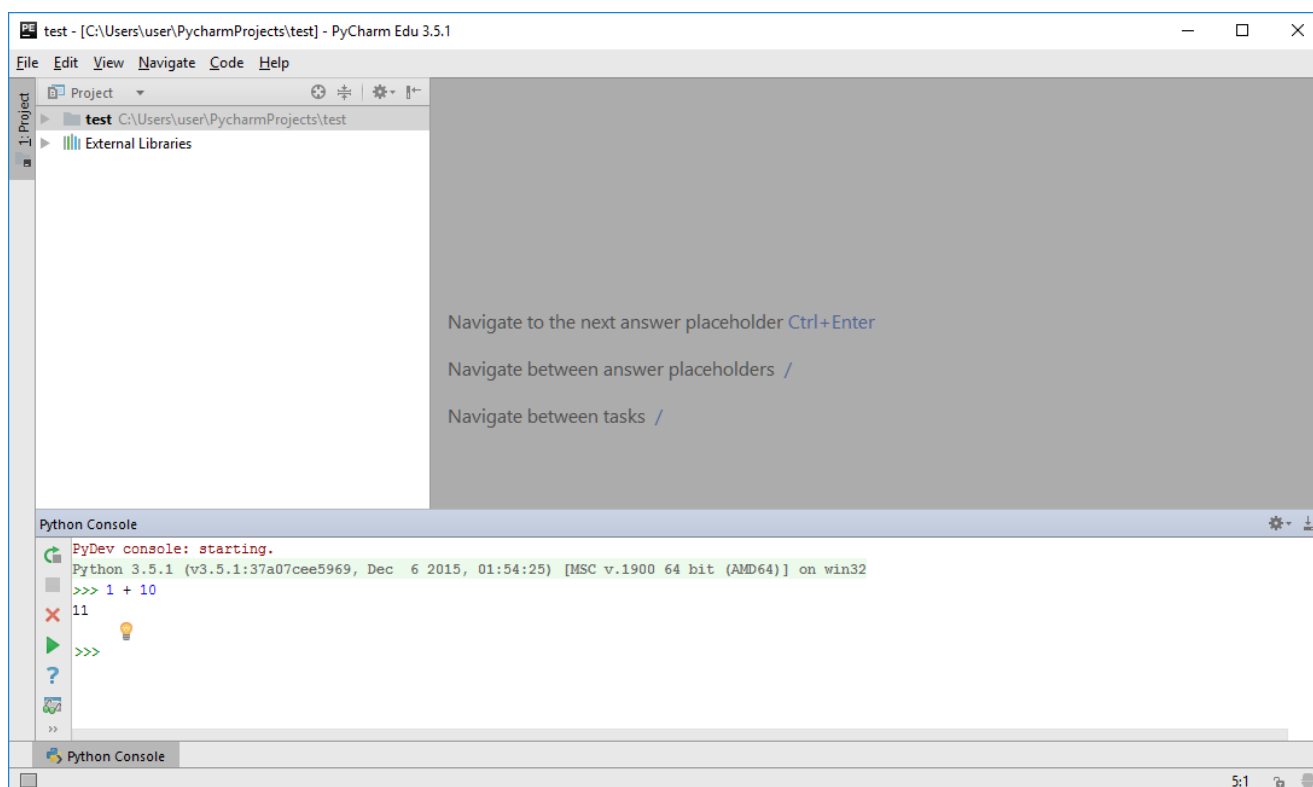 PE test - [C:\Users\user\PycharmProjects\test] - PyCharm Edu 3.5.1
File Edit View Navigate Code Help
1: Project
Project
test C:\Users\user\PycharmProjects\test
External Libraries
Navigate to the next answer placeholder Ctrl+Enter
Navigate between answer placeholders /
Navigate between tasks /
Python Console
PyDev console: starting.
Python 3.5.1 (v3.5.1:37a07cee5969, Dec  6 2015, 01:54:25) [MSC v.1900 64 bit (AMD64)] on win32
>>> 1 + 10
11
>>>
Python Console
5:1